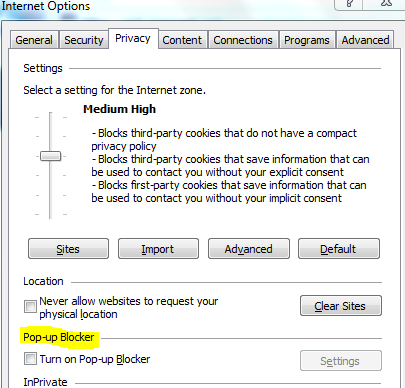 Internet Options
General Security Privacy Content Connections Programs Advanced
Settings
Select a setting for the Internet zone.
Medium High
- Blocks third-party cookies that do not have a compact
privacy policy
- Blocks third-party cookies that save information that can
be used to contact you without your explicit consent
- Blocks first-party cookies that save information that can
be used to contact you without your implicit consent
Sites Import Advanced Default
Location
Never allow websites to request your
physical location
Clear Sites
Pop-up Blocker
Turn on Pop-up Blocker Settings
InPrivate